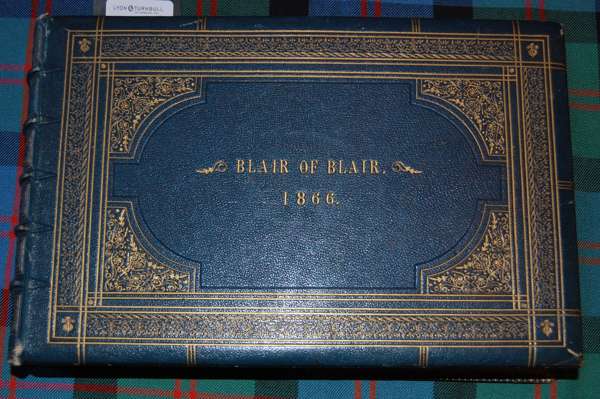 LYON & TURNBULL
BLAIR OF BLAIR.
1866.